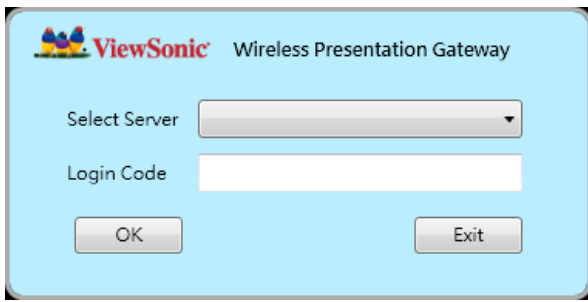 ViewSonic Wireless Presentation Gateway
Select Server
Login Code
OK Exit